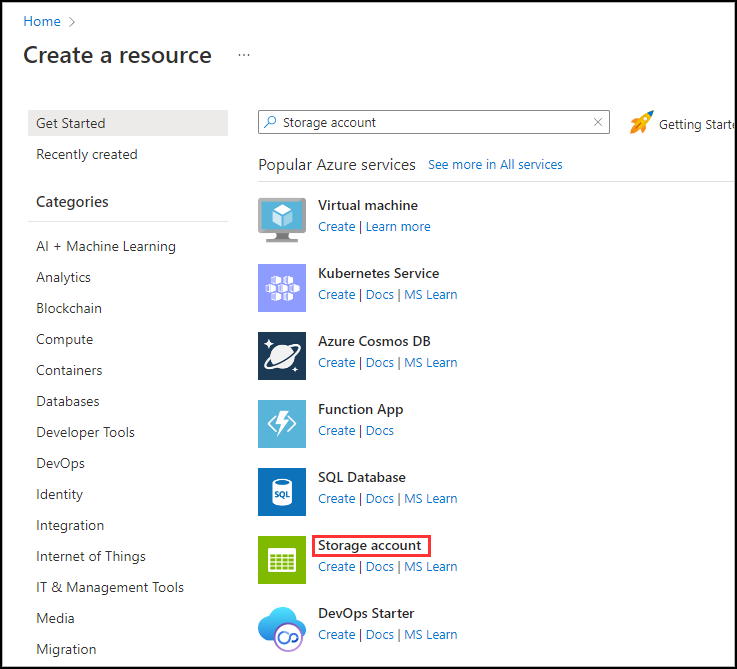 Home >
Create a resource ...
Get Started
Recently created
Categories
AI + Machine Learning
Analytics
Blockchain
Compute
Containers
Databases
Developer Tools
DevOps
Identity
Integration
Internet of Things
IT & Management Tools
Media
Migration
Storage account
Getting Starte
Popular Azure services See more in All services
Virtual machine
Create | Learn more
Kubernetes Service
Create | Docs | MS Learn
Azure Cosmos DB
Create | Docs | MS Learn
Function App
Create | Docs
SQL
SQL Database
Create | Docs | MS Learn
Storage account
Create | Docs | MS Learn
DevOps Starter
Create | Docs | MS Learn